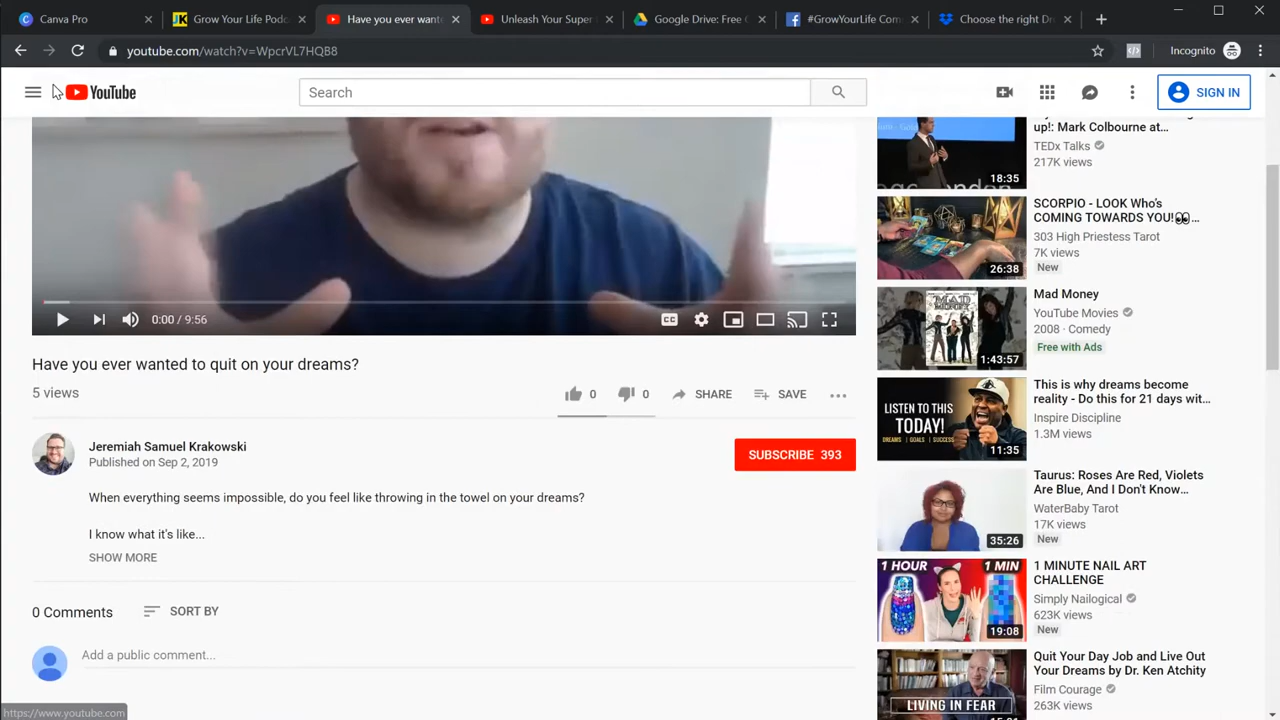 Canva Pro
Grow Your Life Podc
Have you ever want
Unleash Your Super
Google Drive: Free C
#GrowYourLife Com
Choose the right Dr
youtube.com/watch?v=WpcrVL7HQB8
Incognito
YouTube
Search
SIGN IN
up!: Mark Colbourne at...
TEDx Talks
217K views
18:35
SCORPIO - LOOK Who's
COMING TOWARDS YOU!👀...
303 High Priestess Tarot
7K views
New
26:38
Mad Money
YouTube Movies
2008 · Comedy
Free with Ads
MAD MONEY
1:43:57
This is why dreams become
reality - Do this for 21 days wit...
Inspire Discipline
1.3M views
LISTEN TO THIS
TODAY!
DREAMS | GOALS | SUCCESS
11:35
Taurus: Roses Are Red, Violets
Are Blue, And I Don't Know...
WaterBaby Tarot
17K views
New
35:26
1 MINUTE NAIL ART
CHALLENGE
Simply Nailogical
623K views
New
1 HOUR
1 MIN
19:08
Quit Your Day Job and Live Out
Your Dreams by Dr. Ken Atchity
Film Courage
263K views
LIVING IN FEAR
0:00 / 9:56
CC
Have you ever wanted to quit on your dreams?
5 views
0
0
SHARE
SAVE
Jeremiah Samuel Krakowski
Published on Sep 2, 2019
SUBSCRIBE 393
When everything seems impossible, do you feel like throwing in the towel on your dreams?
I know what it's like...
SHOW MORE
0 Comments
SORT BY
Add a public comment...
https://www.youtube.com